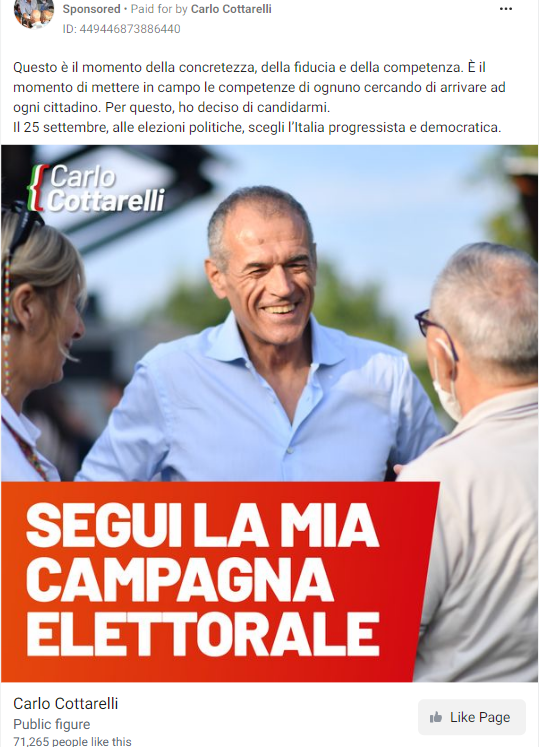 Sponsored • Paid for by Carlo Cottarelli
ID: 449446873886440
Questo è il momento della concretezza, della fiducia e della competenza. È il
momento di mettere in campo le competenze di ognuno cercando di arrivare ad
ogni cittadino. Per questo, ho deciso di candidarmi.
Il 25 settembre, alle elezioni politiche, scegli l’Italia progressista e democratica.
Carlo
Cottarelli
SEGUI LA MIA
CAMPAGNA
ELETTORALE
Carlo Cottarelli
Public figure
71,265 people like this
Like Page